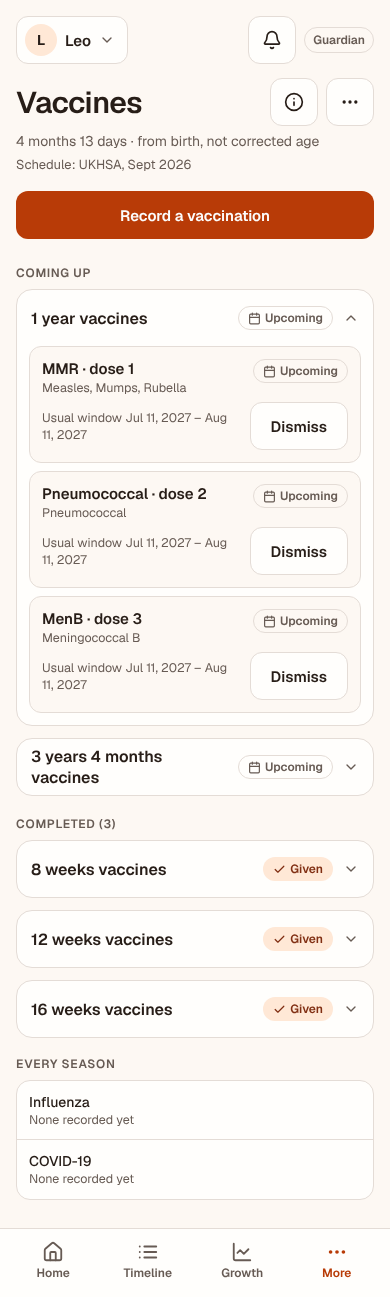 L Leo
Guardian
Vaccines
4 months 13 days · from birth, not corrected age
Schedule: UKHSA, Sept 2026
Record a vaccination
COMING UP
1 year vaccines
Upcoming
MMR · dose 1
Upcoming
Measles, Mumps, Rubella
Usual window Jul 11, 2027 – Aug
11, 2027
Dismiss
Pneumococcal · dose 2
Upcoming
Pneumococcal
Usual window Jul 11, 2027 – Aug
11, 2027
Dismiss
MenB · dose 3
Upcoming
Meningococcal B
Usual window Jul 11, 2027 – Aug
11, 2027
Dismiss
3 years 4 months
vaccines
Upcoming
COMPLETED (3)
8 weeks vaccines
Given
12 weeks vaccines
Given
16 weeks vaccines
Given
EVERY SEASON
Influenza
None recorded yet
COVID-19
None recorded yet
Home
Timeline
Growth
More